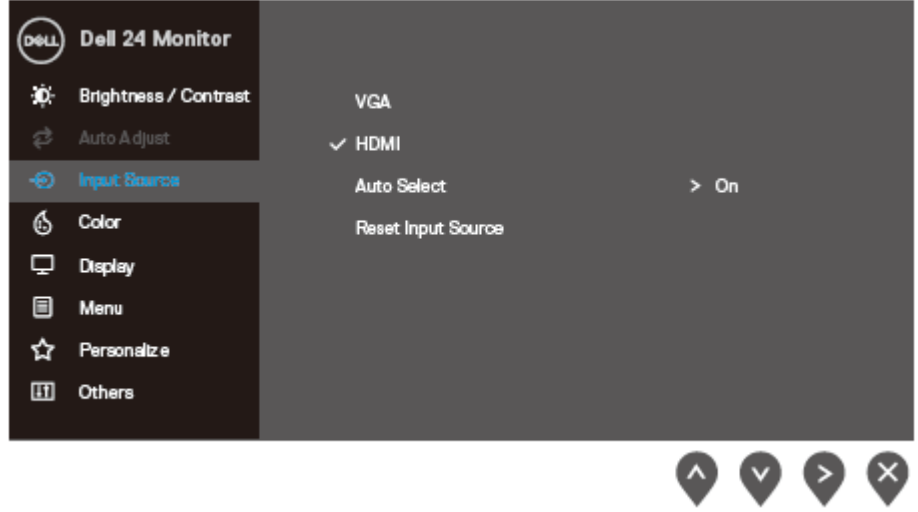 DELL Dell 24 Monitor
Brightness / Contrast
Auto Adjust
Input Source
Color
Display
Menu
Personalize
Others
VGA
HDMI
Auto Select > On
Reset Input Source